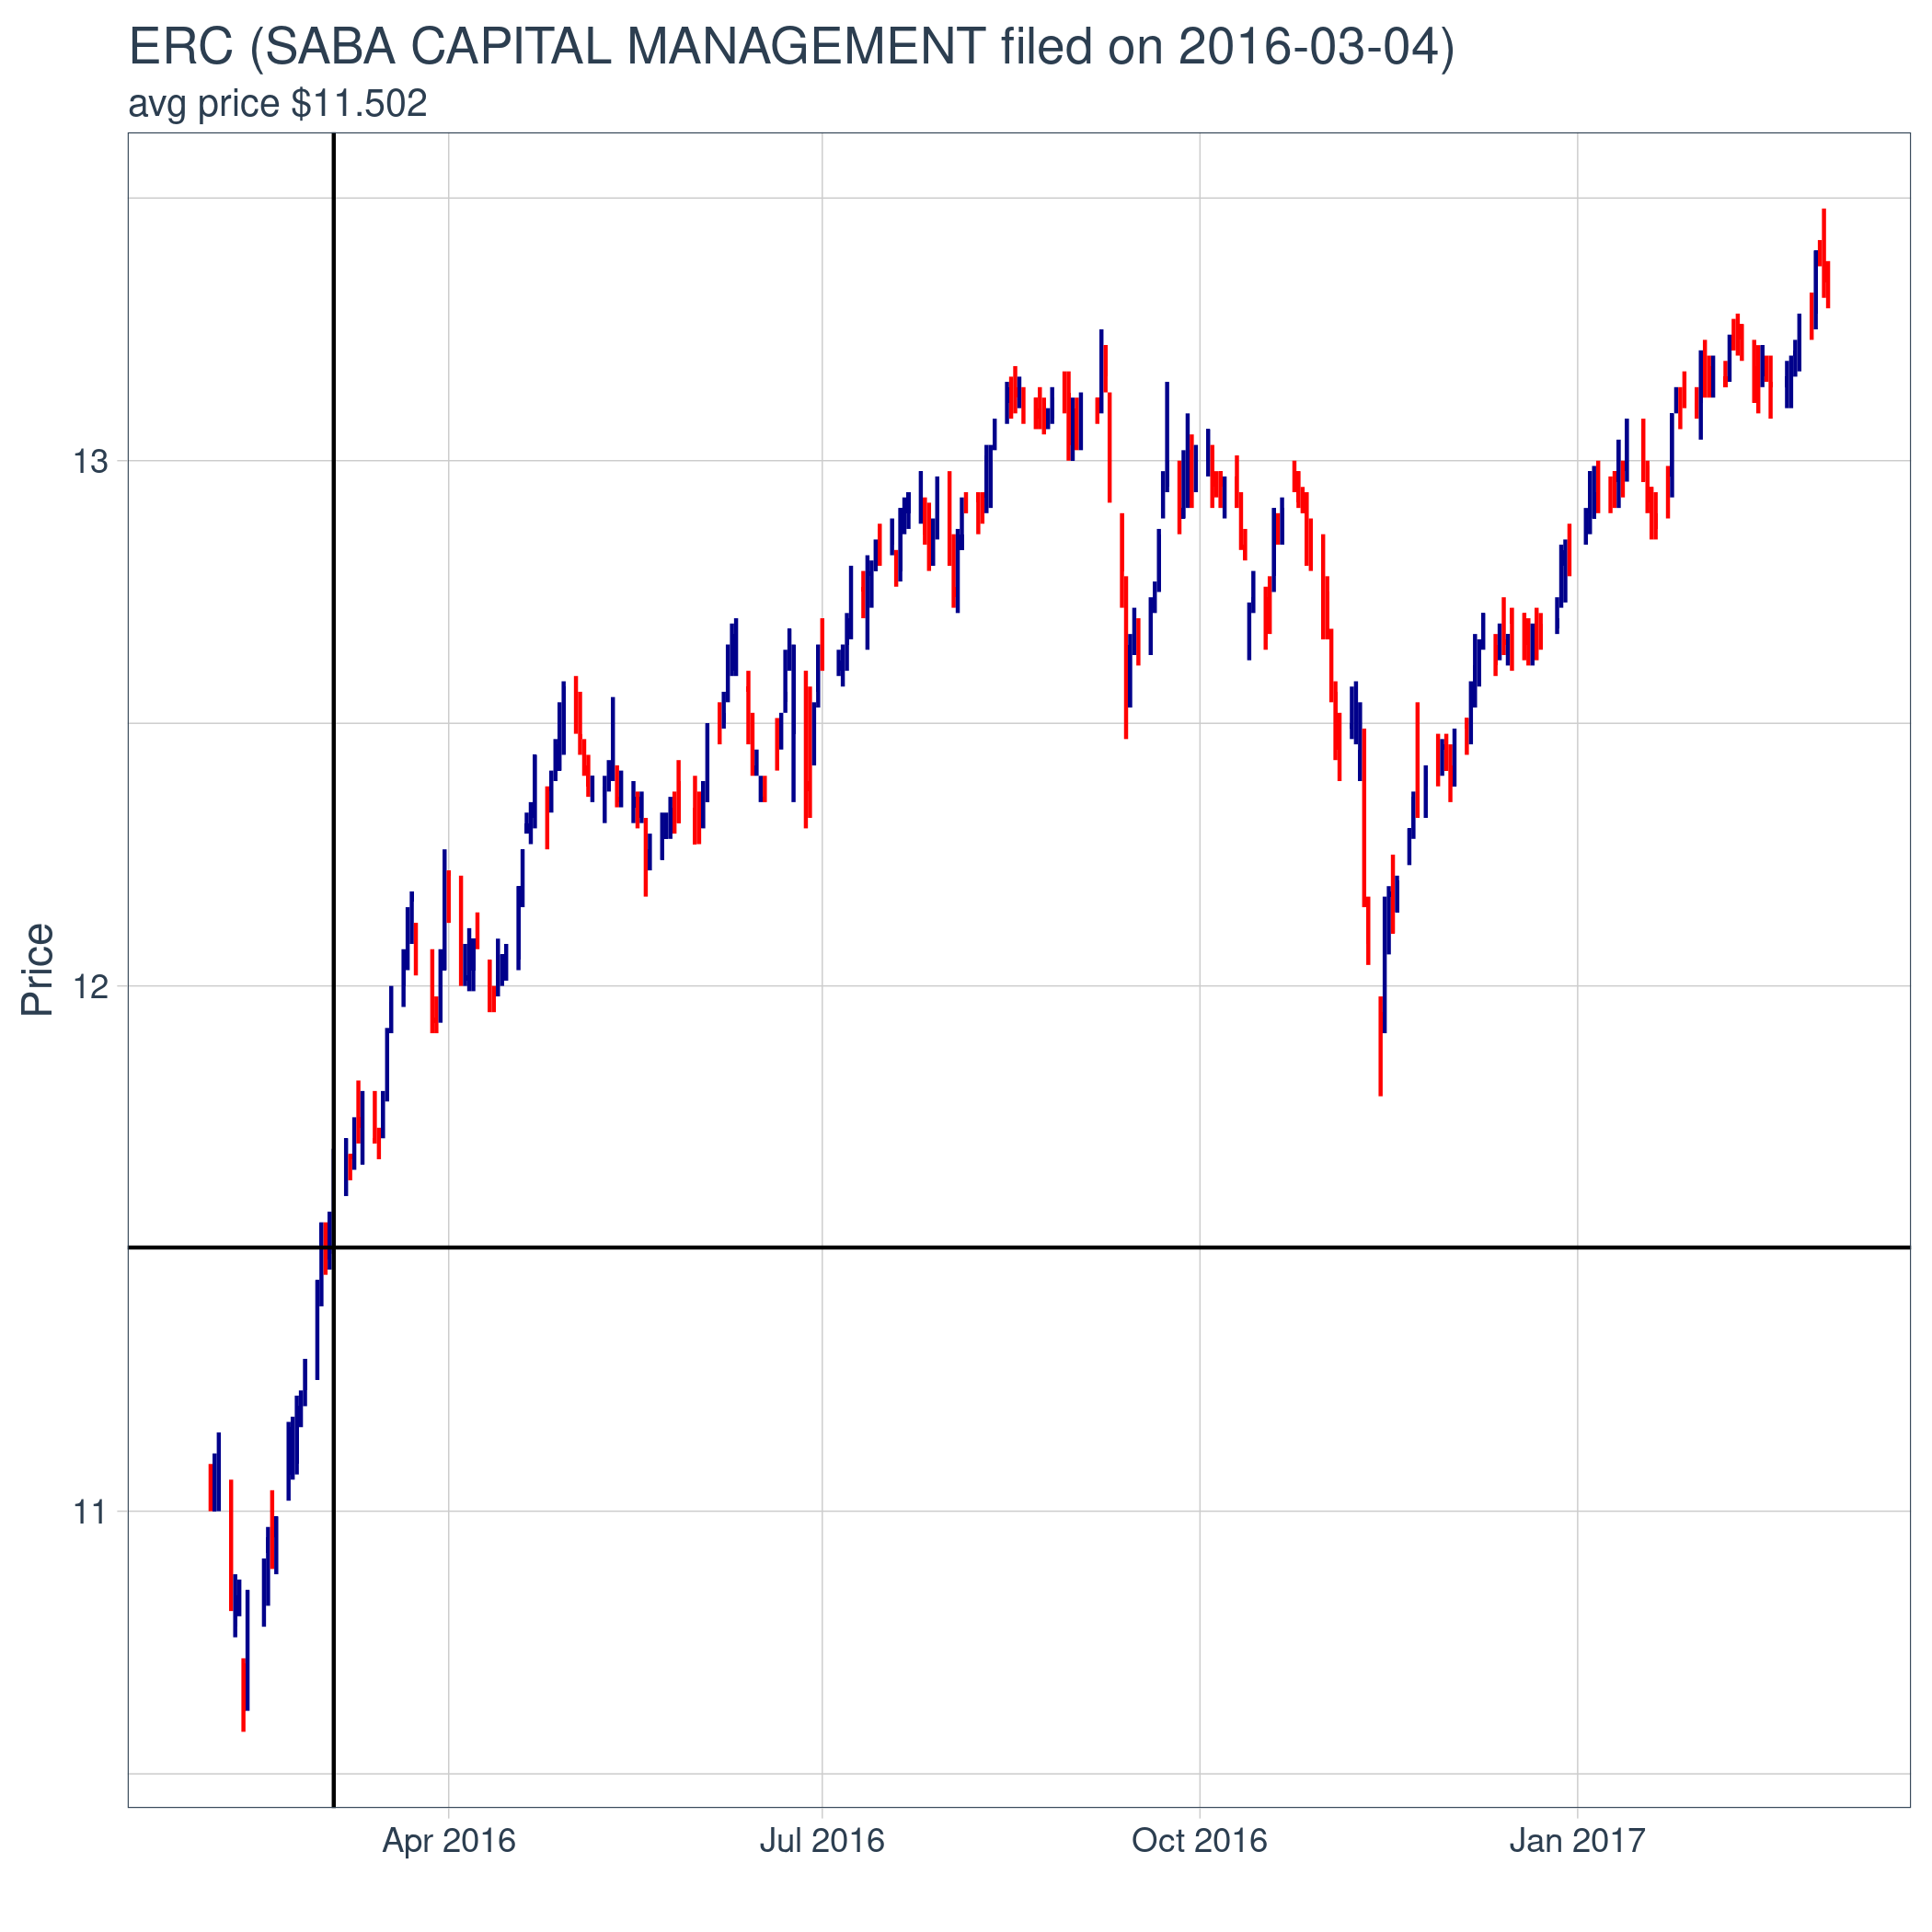 ERC (SABA CAPITAL MANAGEMENT filed on 2016-03-04)
avg price $11.502
Price
13
12
11
Apr 2016
Jul 2016
Oct 2016
Jan 2017